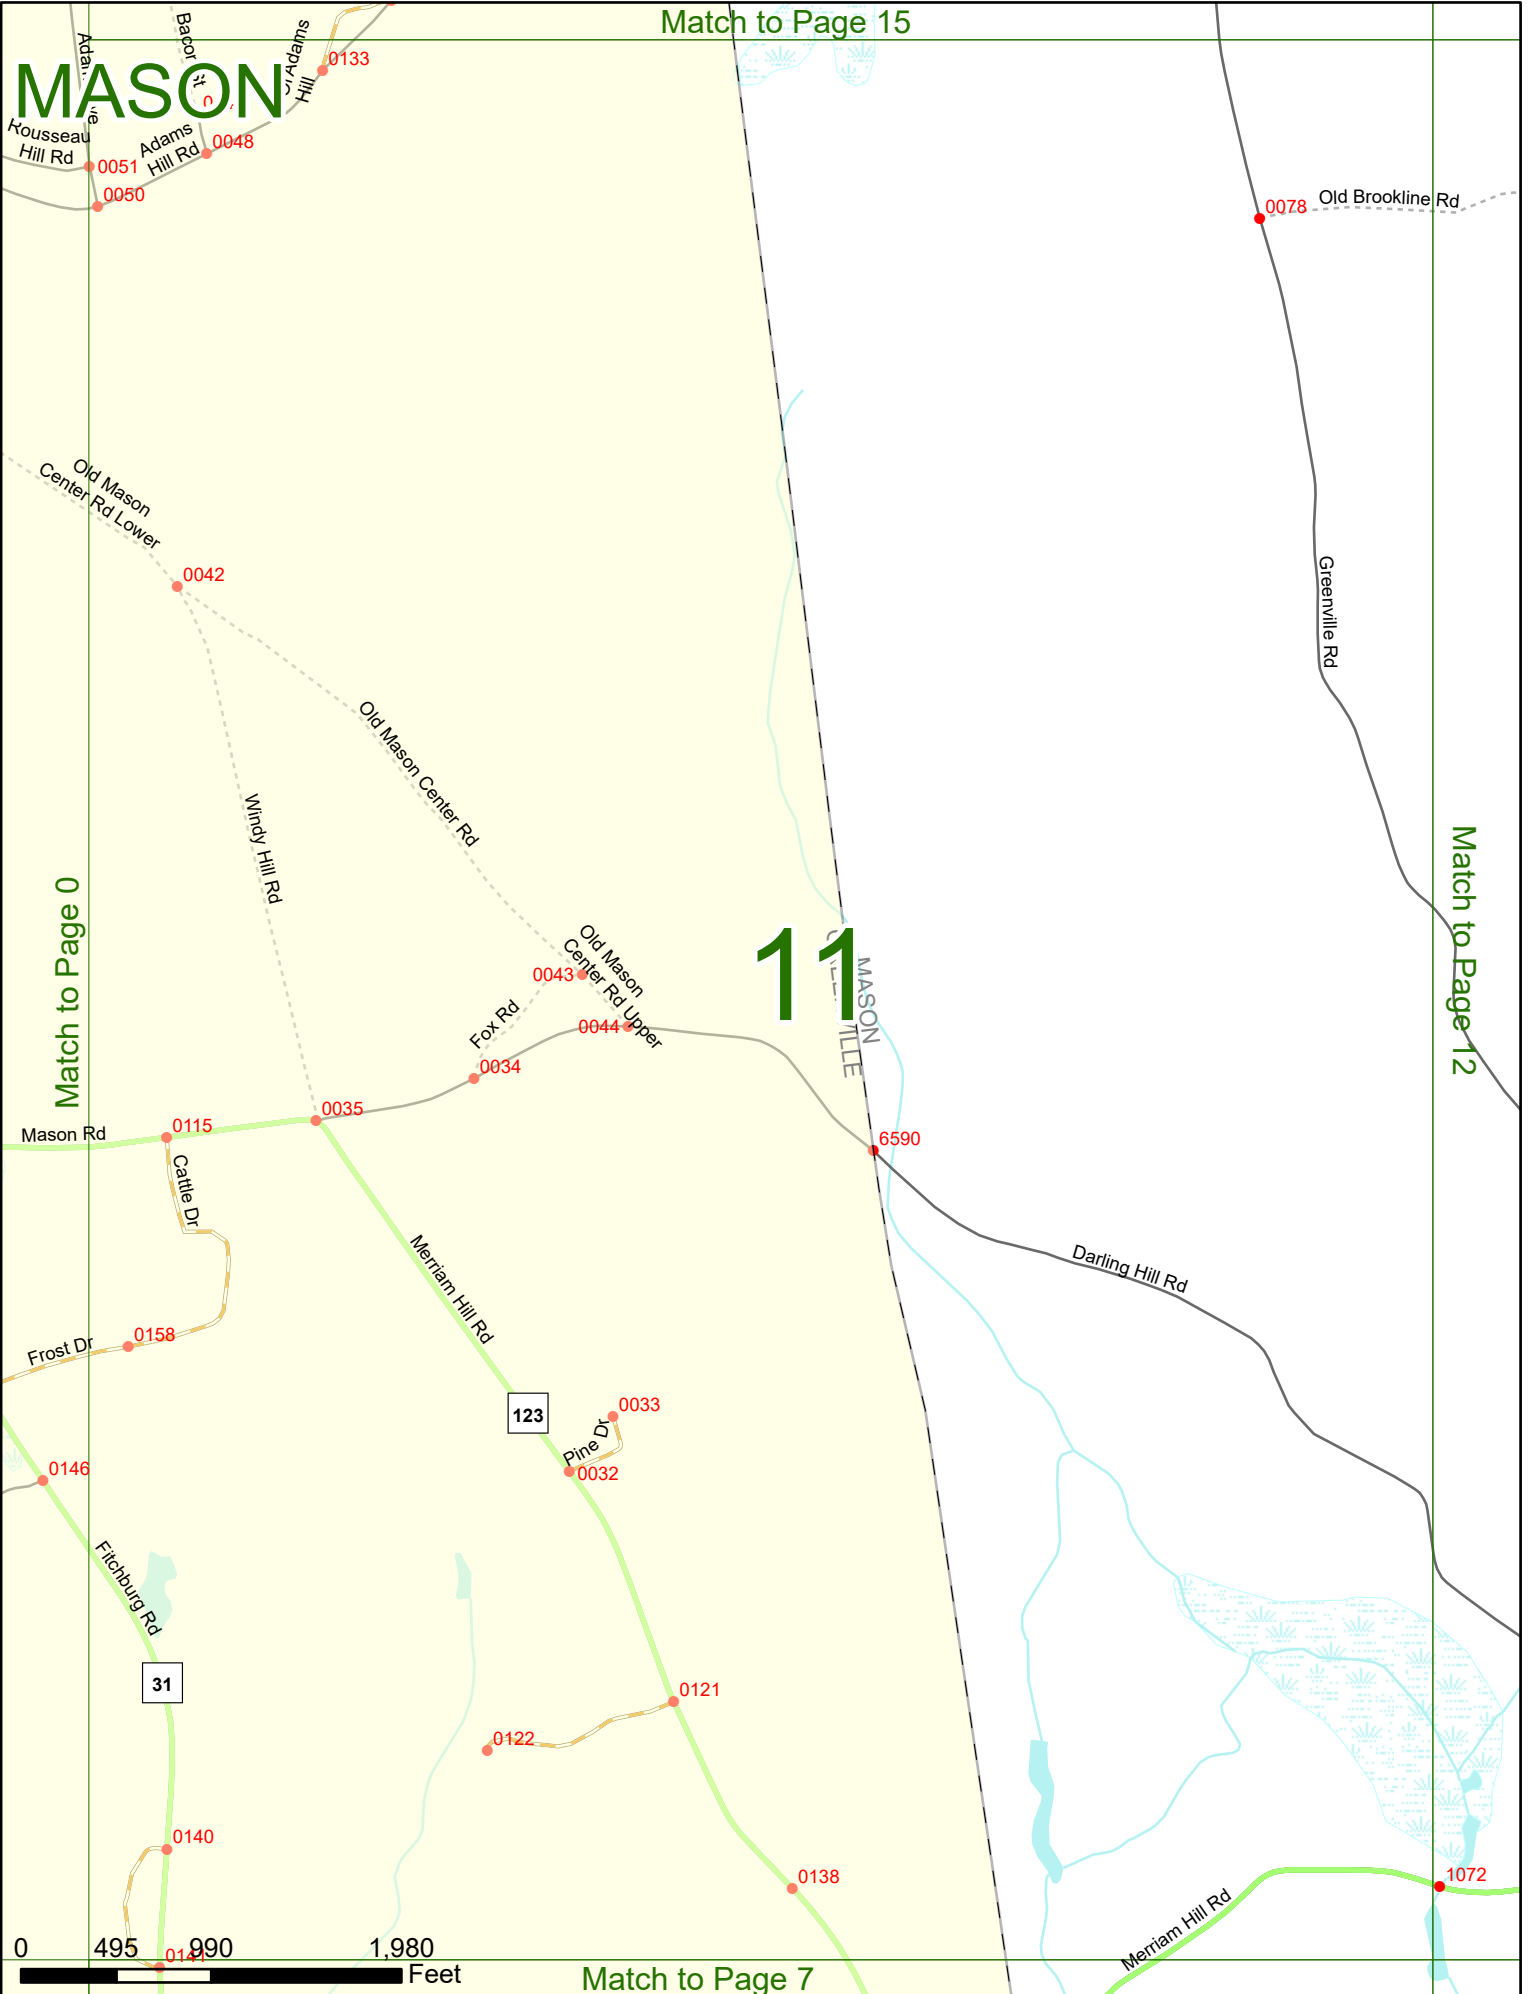 Match to Page 15
MASON
Bacon St
Adams
Hill
0133
Rousseau
Hill Rd
0051
Adams
Hill Rd
0048
0050
0078
Old Brookline Rd
Old Mason
Center Rd Lower
0042
Greenville Rd
Old Mason Center Rd
Windy Hill Rd
Match to Page 0
Match to Page 12
11
MASON
Old Mason
Center Rd Upper
0043
Fox Rd
0044
0034
0035
0115
Mason Rd
6590
Cattle Dr
Merriam Hill Rd
Darling Hill Rd
0158
Frost Dr
123
0033
Pine Dr
0032
0146
Fitchburg Rd
31
0121
0122
0140
0138
1072
Merriam Hill Rd
0141
0 495 990 1,980
Feet
Match to Page 7